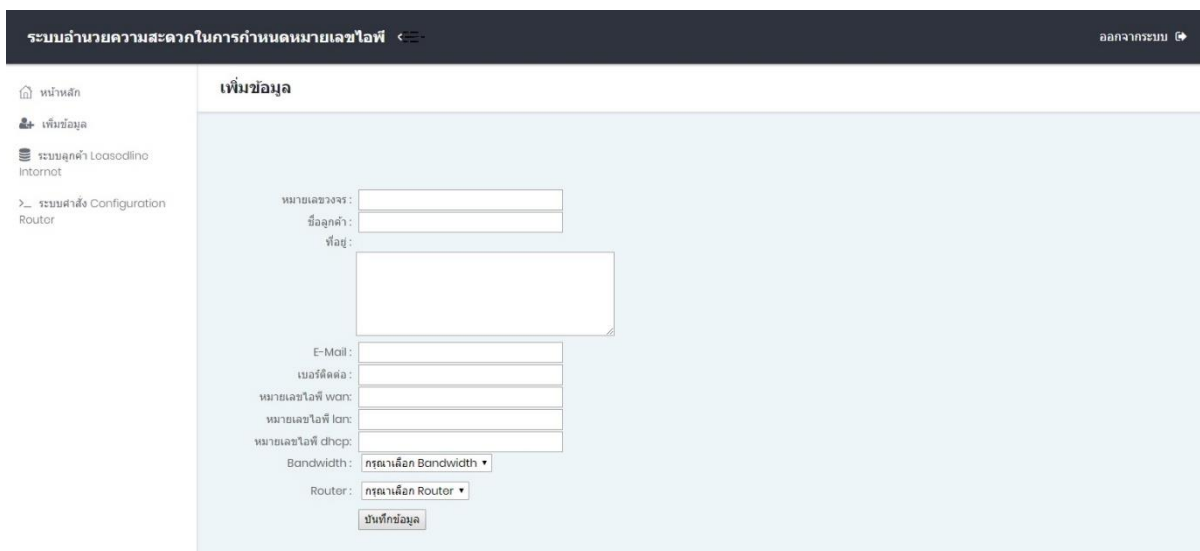 ระบบอำนวยความสะดวกในการกำหนดหมายเลขไอพี
ออกจากระบบ
หน้าหลัก
เพิ่มข้อมูล
ระบบลูกค้า Leasedline
Internet
ระบบคำสั่ง Configuration
Router
เพิ่มข้อมูล
หมายเลขวงจร :
ชื่อลูกค้า :
ที่อยู่ :
E-Mail :
เบอร์ติดต่อ :
หมายเลขไอพี wan:
หมายเลขไอพี lan:
หมายเลขไอพี dhcp:
Bandwidth : กรุณาเลือก Bandwidth
Router : กรุณาเลือก Router
บันทึกข้อมูล